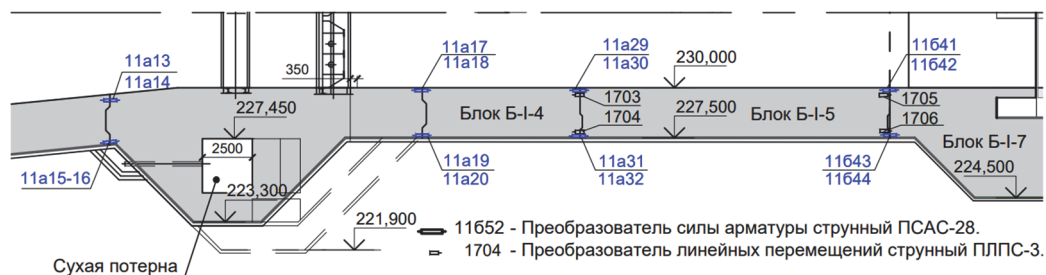 11а13
11а14
350
11а17
11а18
11а29
11а30
230,000
11б41
11б42
227,450
Блок Б-I-4
1703
1704
227,500
Блок Б-I-5
1705
1706
Блок Б-I-7
2500
11а15-16
223,300
11а19
11а20
11а31
11а32
11б43
11б44
224,500
221,900
11б52 - Преобразователь силы арматуры струнный ПСАС-28.
1704 - Преобразователь линейных перемещений струнный ПЛПС-3.
Сухая потерна